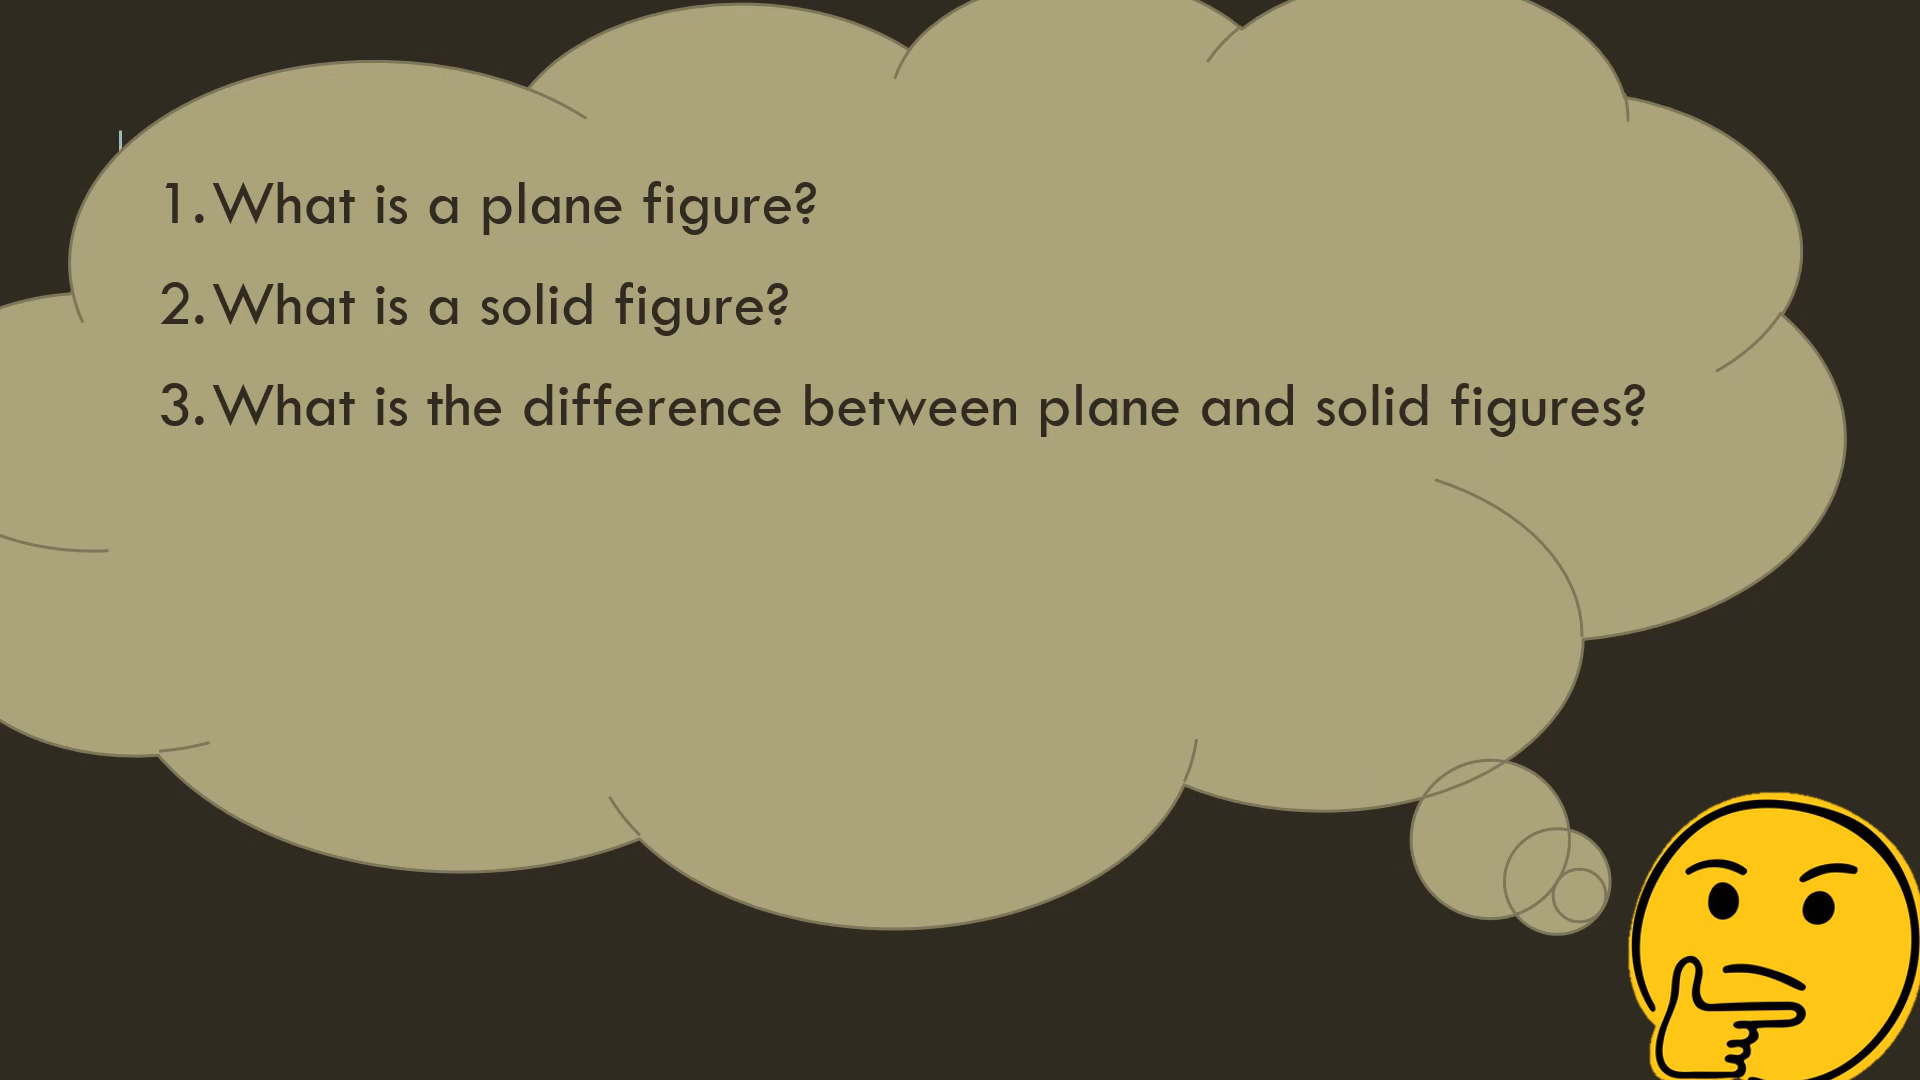 1. What is a plane figure?
2. What is a solid figure?
3. What is the difference between plane and solid figures?